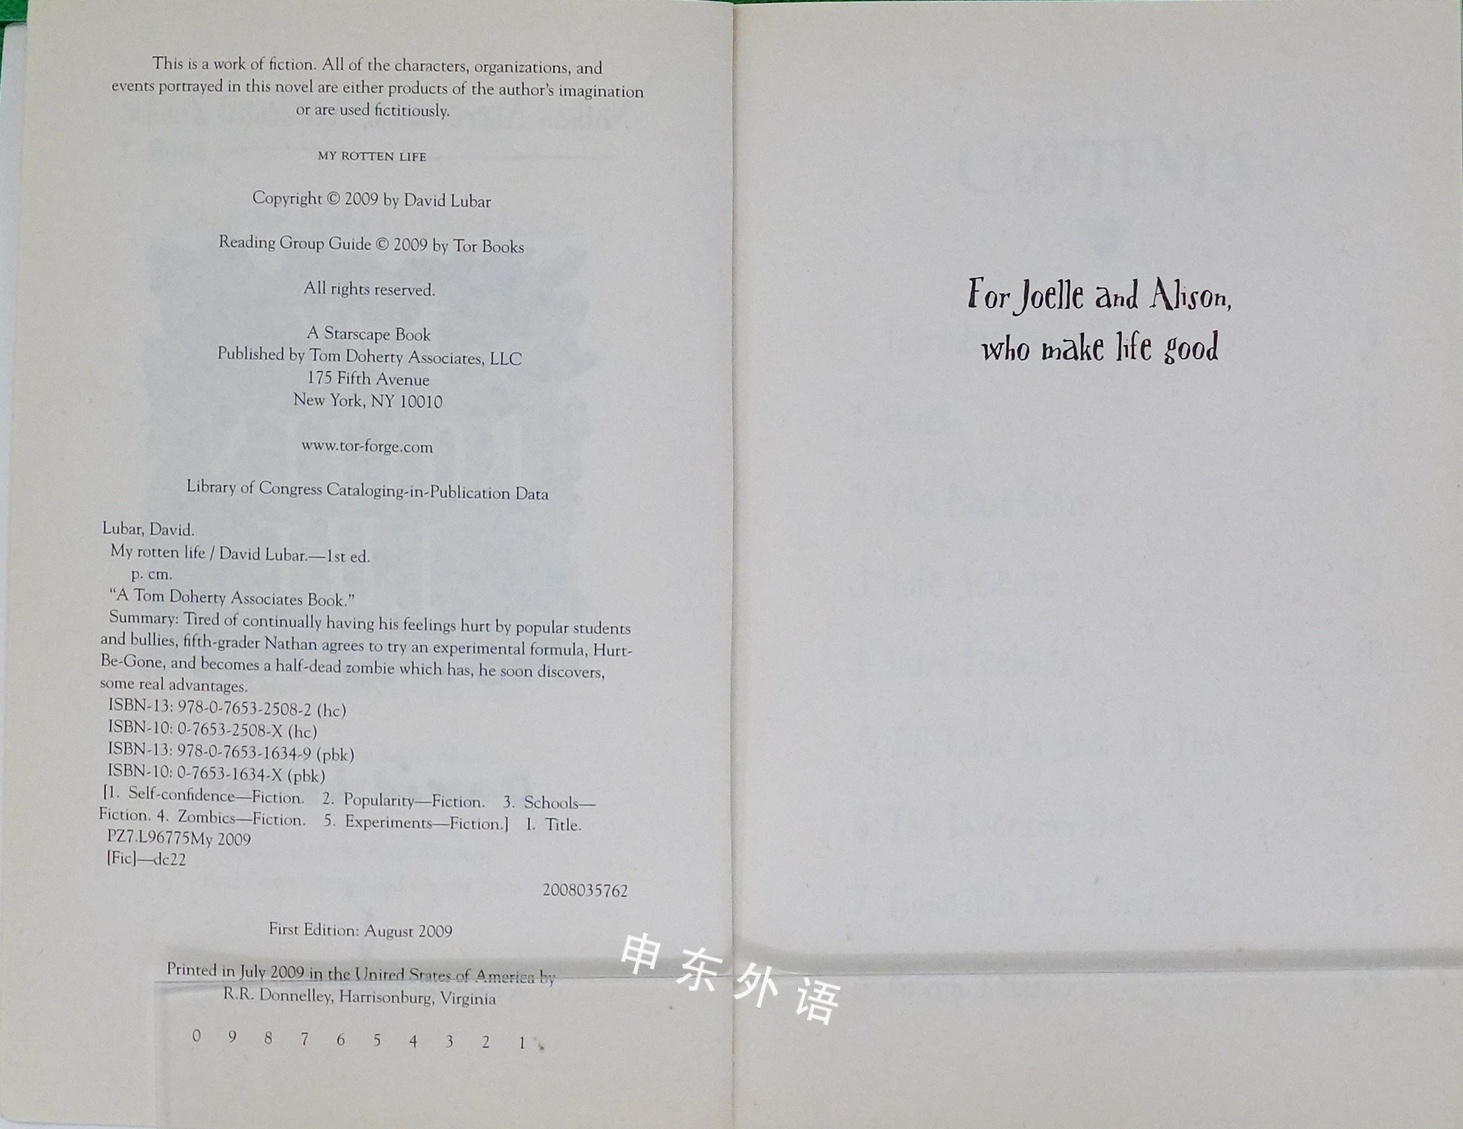 This is a work of fiction. All of the characters, organizations, and
events portrayed in this novel are either products of the author's imagination
or are used fictitiously.
MY ROTTEN LIFE
Copyright © 2009 by David Lubar
Reading Group Guide © 2009 by Tor Books
All rights reserved.
A Starscape Book
Published by Tom Doherty Associates, LLC
175 Fifth Avenue
New York, NY 10010
www.tor-forge.com
Library of Congress Cataloging-in-Publication Data
Lubar, David.
My rotten life / David Lubar.—1st ed.
p. cm.
“A Tom Doherty Associates Book.”
Summary: Tired of continually having his feelings hurt by popular students
and bullies, fifth-grader Nathan agrees to try an experimental formula, Hurt-
Be-Gone, and becomes a half-dead zombie which has, he soon discovers,
some real advantages.
ISBN-13: 978-0-7653-2508-2 (hc)
ISBN-10: 0-7653-2508-X (hc)
ISBN-13: 978-0-7653-1634-9 (pbk)
ISBN-10: 0-7653-1634-X (pbk)
[1. Self-confidence—Fiction. 2. Popularity—Fiction. 3. Schools—
Fiction. 4. Zombies—Fiction. 5. Experiments—Fiction.] I. Title.
PZ7.L96775My 2009
[Fic]—dc22
2008035762
First Edition: August 2009
Printed in July 2009 in the United States of America by
R.R. Donnelley, Harrisonburg, Virginia
0 9 8 7 6 5 4 3 2 1
For Joelle and Alison,
who make life good
申东外语